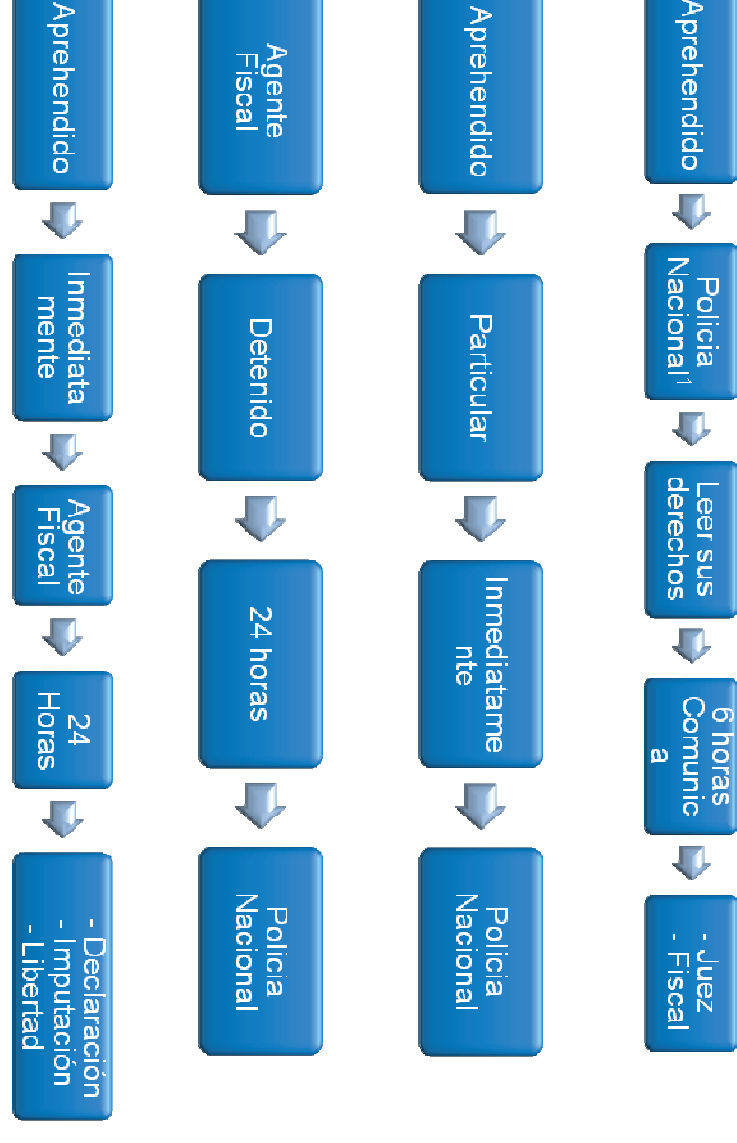 Aprehendido
Policia
Nacional¹
Leer sus
derechos
6 horas
Comunic
a
- Juez
- Fiscal
Aprehendido
Particular
Inmediatame
nte
Policia
Nacional
Agente
Fiscal
Detenido
24 horas
Policia
Nacional
Aprehendido
Inmediata
mente
Agente
Fiscal
24
Horas
- Declaración
- Imputación
- Libertad